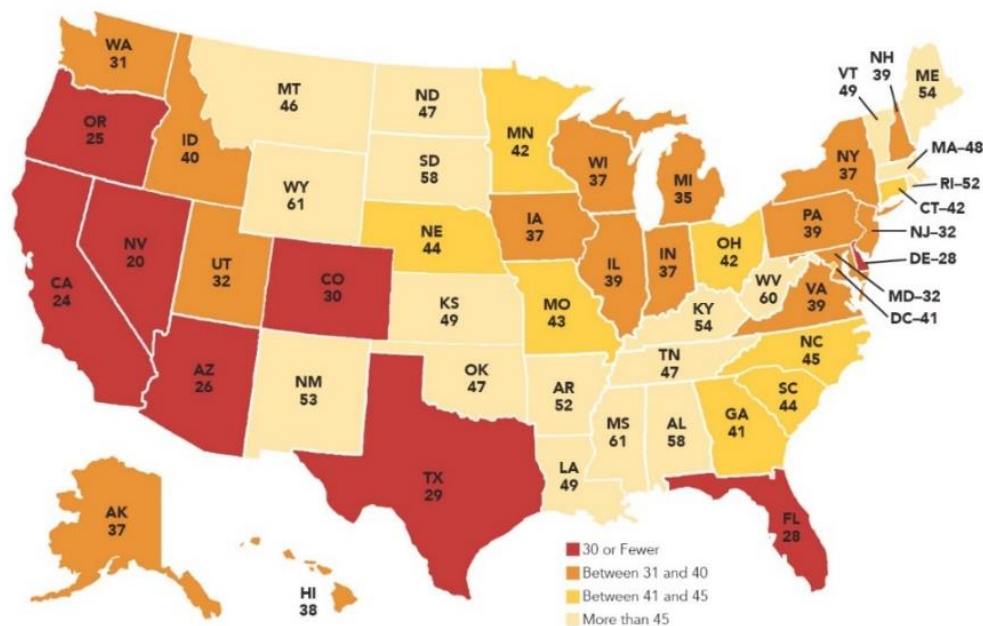 WA
31
OR
25
CA
24
NV
20
ID
40
MT
46
WY
61
UT
32
CO
30
AZ
26
NM
53
ND
47
SD
58
NE
44
KS
49
OK
47
TX
29
MN
42
IA
37
MO
43
AR
52
LA
49
WI
37
IL
39
MI
35
IN
37
OH
42
KY
54
TN
47
MS
61
AL
58
GA
41
FL
28
SC
44
NC
45
VA
39
WV
60
PA
39
NY
37
VT
49
NH
39
ME
54
MA–48
RI–52
CT–42
NJ–32
DE–28
MD–32
DC–41
AK
37
HI
38
30 or Fewer
Between 31 and 40
Between 41 and 45
More than 45